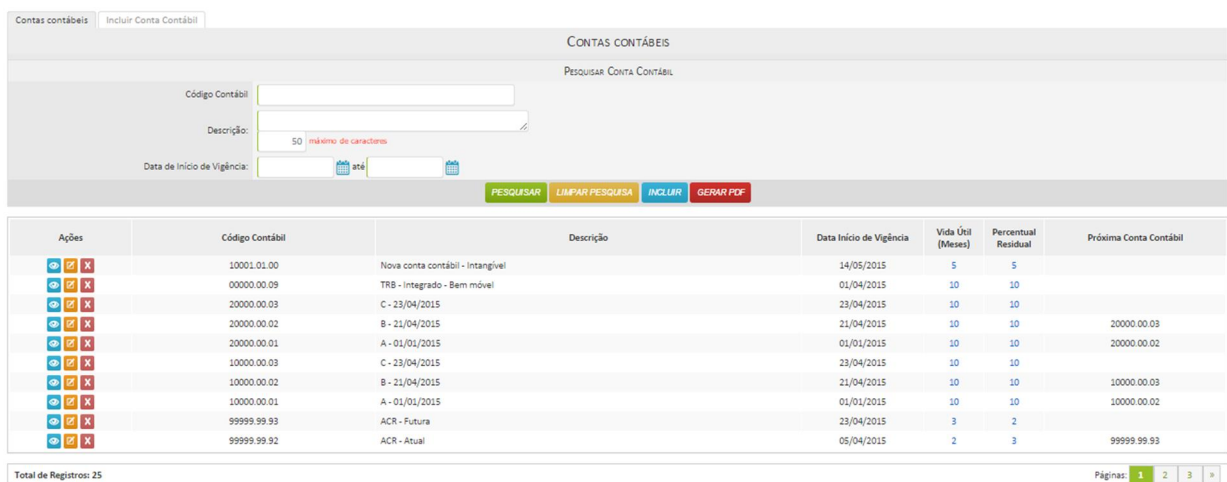 Contas contábeis Incluir Conta Contábil
CONTAS CONTÁBEIS
PESQUISAR CONTA CONTÁBIL
Código Contábil
Descrição:
50 máximo de caracteres
Data de Início de Vigência: até
PESQUISAR LIMPAR PESQUISA INCLUIR GERAR PDF
Ações Código Contábil Descrição Data Início de Vigência Vida Útil (Meses) Percentual Residual Próxima Conta Contábil
10001.01.00 Nova conta contábil - Intangível 14/05/2015 5 5
00000.00.09 TRB - Integrado - Bem móvel 01/04/2015 10 10
20000.00.03 C - 23/04/2015 23/04/2015 10 10
20000.00.02 B - 21/04/2015 21/04/2015 10 10 20000.00.03
20000.00.01 A - 01/01/2015 01/01/2015 10 10 20000.00.02
10000.00.03 C - 23/04/2015 23/04/2015 10 10
10000.00.02 B - 21/04/2015 21/04/2015 10 10 10000.00.03
10000.00.01 A - 01/01/2015 01/01/2015 10 10 10000.00.02
99999.99.93 ACR - Futura 23/04/2015 3 2
99999.99.92 ACR - Atual 05/04/2015 2 3 99999.99.93
Total de Registros: 25 Páginas: 1 2 3 »